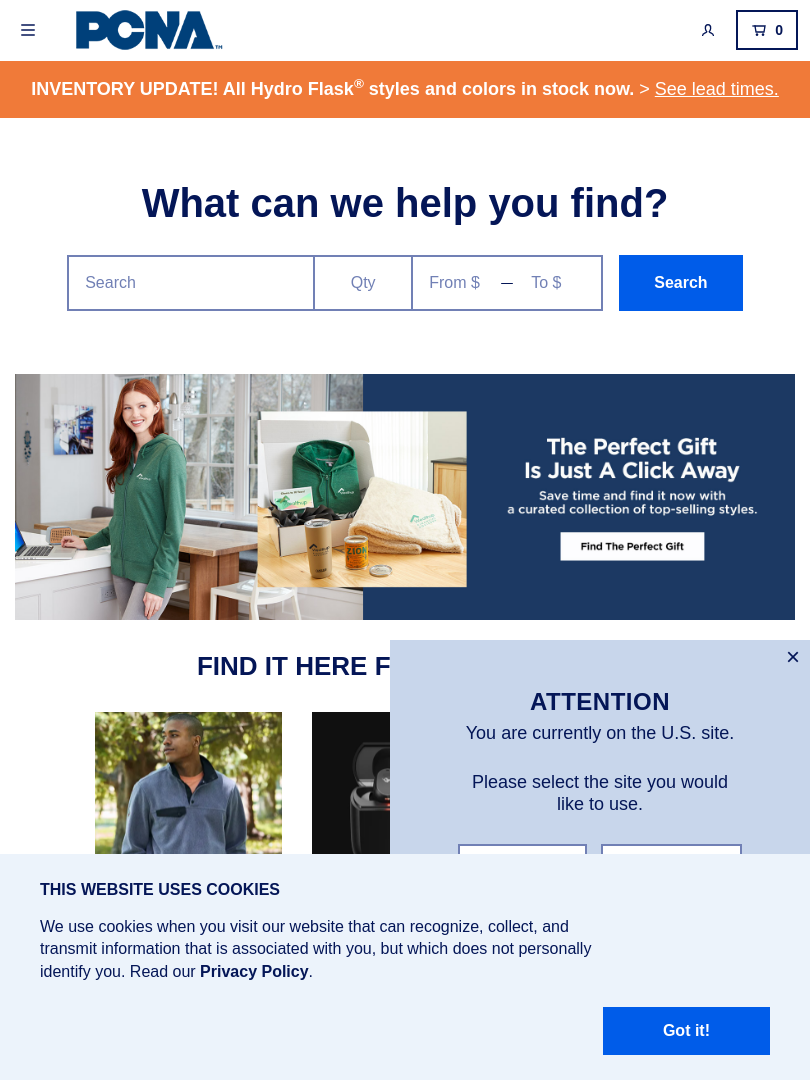 PCNA™
0
INVENTORY UPDATE! All Hydro Flask® styles and colors in stock now. > See lead times.
What can we help you find?
Search Qty From $ — To $ Search
The Perfect Gift
Is Just A Click Away
Save time and find it now with
a curated collection of top-selling styles.
Find The Perfect Gift
ZION
FIND IT HERE F
×
ATTENTION
You are currently on the U.S. site.
Please select the site you would
like to use.
THIS WEBSITE USES COOKIES
We use cookies when you visit our website that can recognize, collect, and
transmit information that is associated with you, but which does not personally
identify you. Read our Privacy Policy.
Got it!